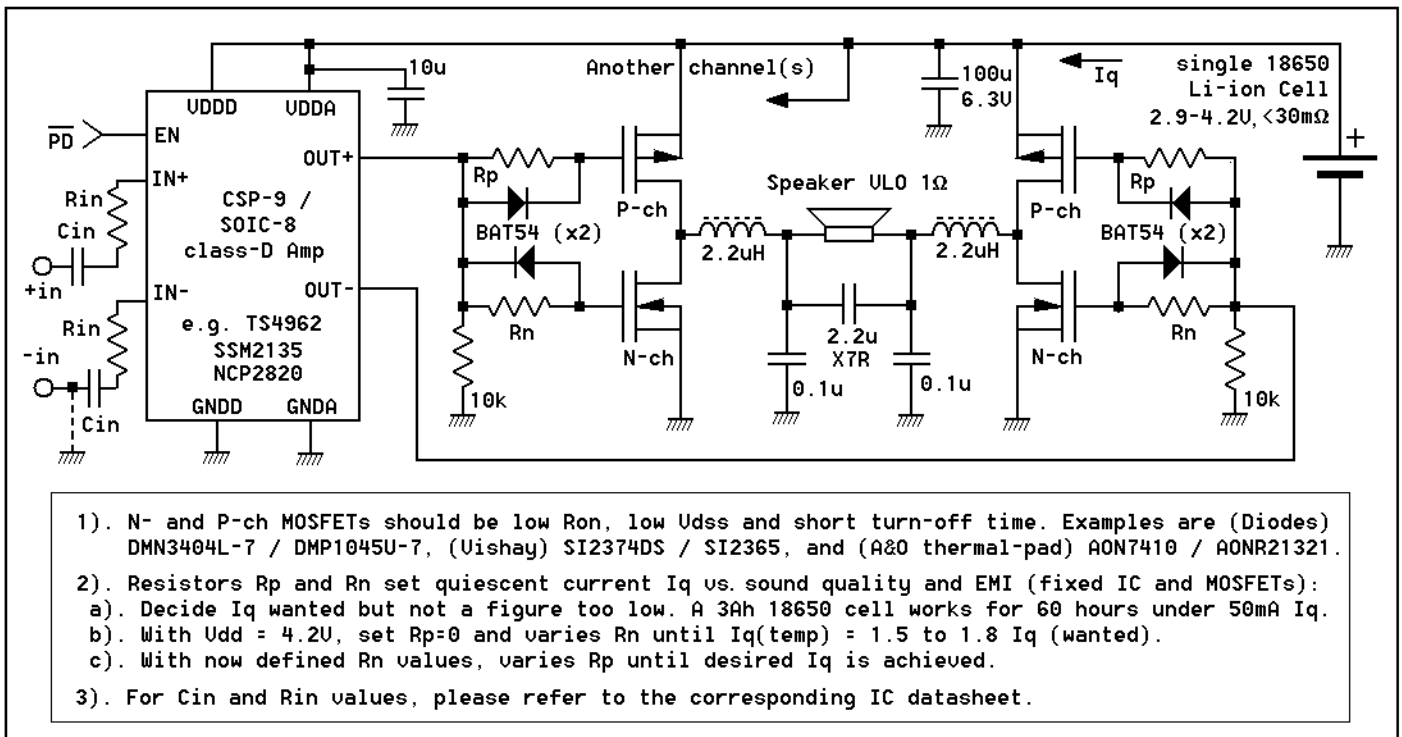 10u
Another channel(s)
100u
6.3V
Iq
single 18650
Li-ion Cell
2.9-4.2V,<30mΩ
+
VDDD
VDDA
PD
EN
OUT+
IN+
Rin
Cin
+in
CSP-9 /
SOIC-8
class-D Amp
IN-
OUT-
Rin
-in
Cin
e.g. TS4962
SSM2135
NCP2820
GNDD
GNDA
Rp
BAT54 (x2)
Rn
10k
P-ch
N-ch
2.2uH
Speaker VLO 1Ω
2.2uH
2.2u
X7R
0.1u
0.1u
P-ch
N-ch
Rp
BAT54 (x2)
Rn
10k
1). N- and P-ch MOSFETs should be low Ron, low Vdss and short turn-off time. Examples are (Diodes)
DMN3404L-7 / DMP1045U-7, (Vishay) SI2374DS / SI2365, and (A&O thermal-pad) AON7410 / AONR21321.
2). Resistors Rp and Rn set quiescent current Iq vs. sound quality and EMI (fixed IC and MOSFETs):
a). Decide Iq wanted but not a figure too low. A 3Ah 18650 cell works for 60 hours under 50mA Iq.
b). With Vdd = 4.2V, set Rp=0 and varies Rn until Iq(temp) = 1.5 to 1.8 Iq (wanted).
c). With now defined Rn values, varies Rp until desired Iq is achieved.
3). For Cin and Rin values, please refer to the corresponding IC datasheet.